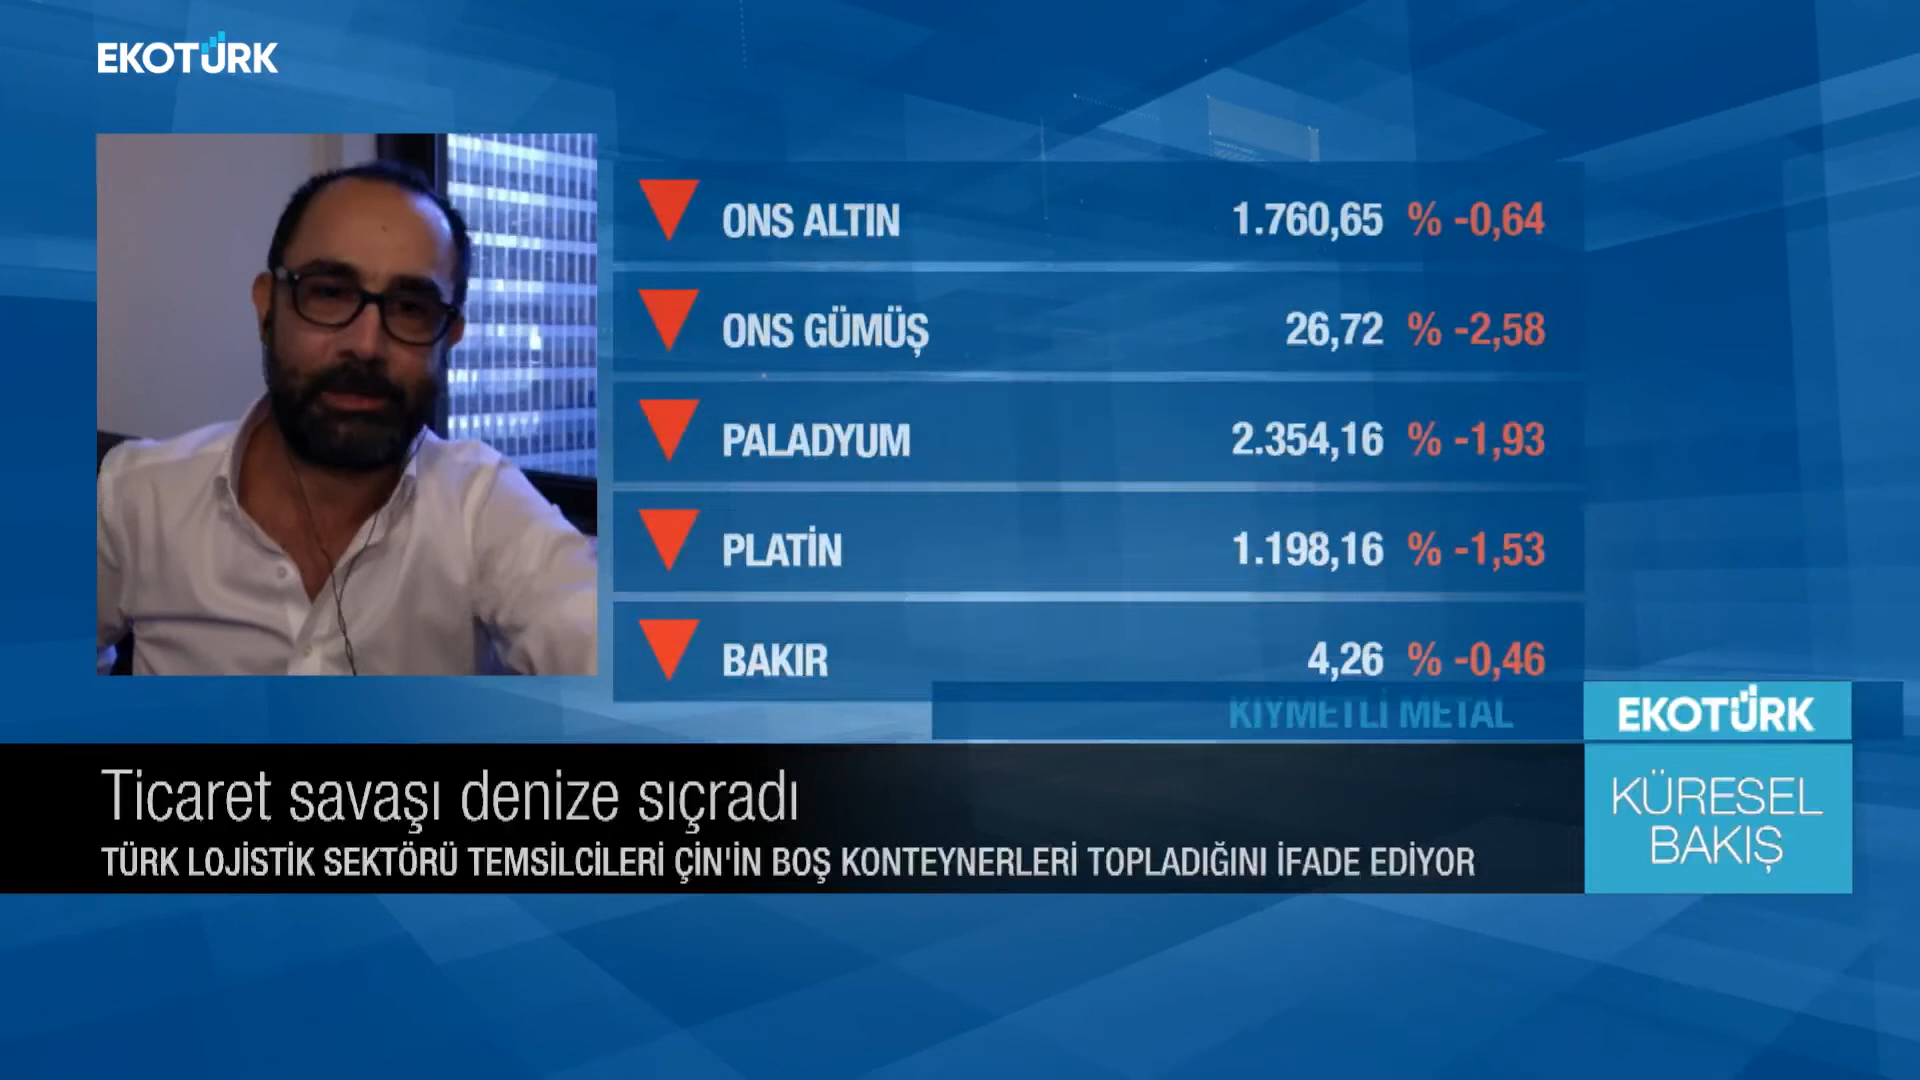 EKOTÜRK
ONS ALTIN 1.760,65 % -0,64
ONS GÜMÜŞ 26,72 % -2,58
PALADYUM 2.354,16 % -1,93
PLATİN 1.198,16 % -1,53
BAKIR 4,26 % -0,46
KIYMETLİ METAL
EKOTÜRK
Ticaret savaşı denize sıçradı
TÜRK LOJİSTİK SEKTÖRÜ TEMSİLCİLERİ ÇİN'İN BOŞ KONTEYNERLERİ TOPLADIĞINI İFADE EDİYOR
KÜRESEL
BAKIŞ